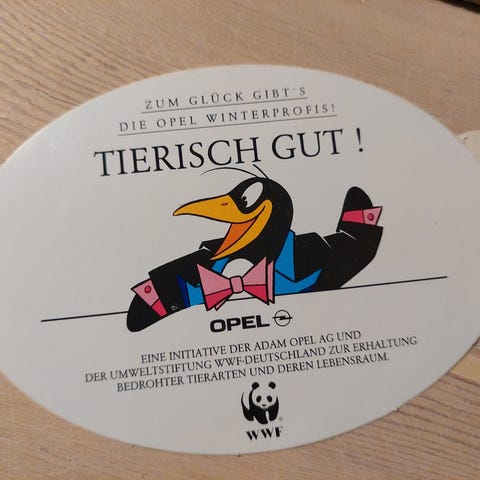 ZUM GLÜCK GIBT'S
DIE OPEL WINTERPROFIS!
TIERISCH GUT !
OPEL
EINE INITIATIVE DER ADAM OPEL AG UND
DER UMWELTSTIFTUNG WWF-DEUTSCHLAND ZUR ERHALTUNG
BEDROHTER TIERARTEN UND DEREN LEBENSRAUM.
WWF